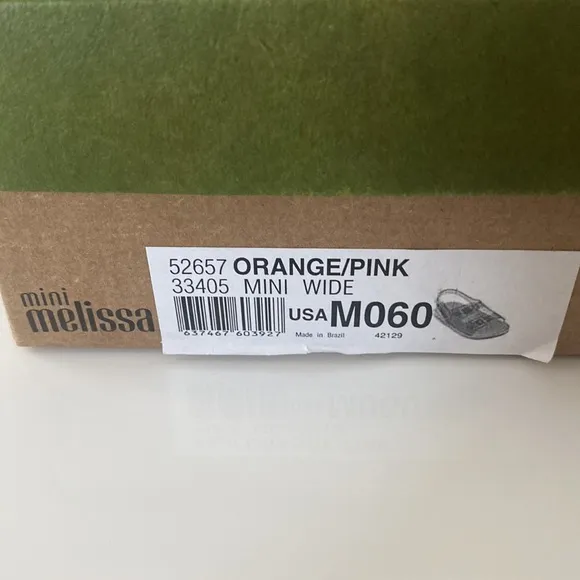 mini
melissa
52657 ORANGE/PINK
33405 MINI WIDE
USA M060
637467 603927
Made in Brazil 42129